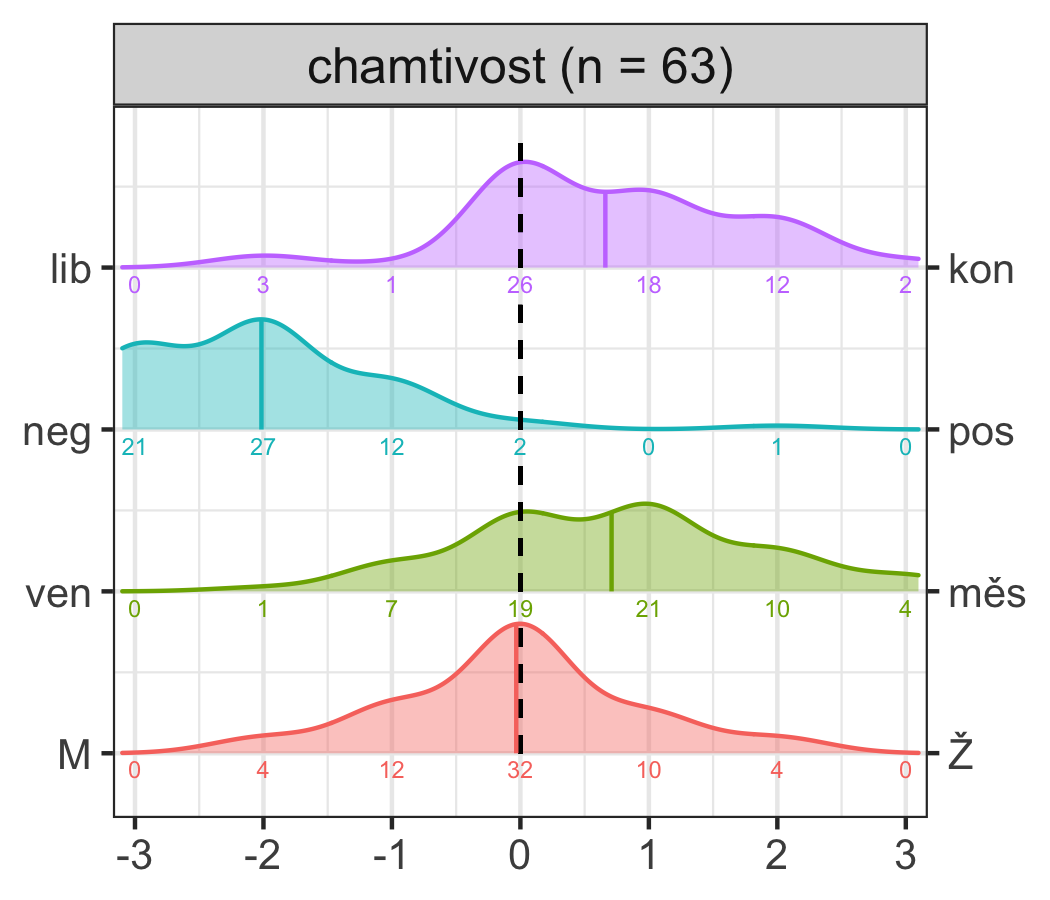 chamtivost (n = 63)
lib kon
0 3 1 26 18 12 2
neg pos
21 27 12 2 0 1 0
ven měs
0 1 7 19 21 10 4
M Ž
0 4 12 32 10 4 0
-3 -2 -1 0 1 2 3